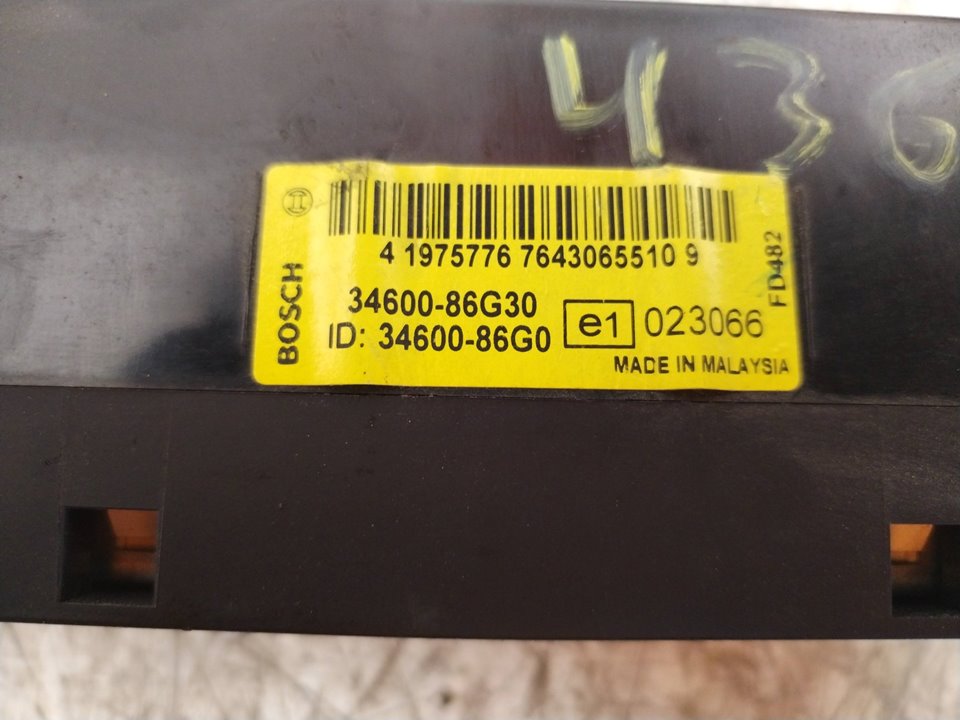 436
4 1975776 7643065510 9
BOSCH
34600-86G30
ID: 34600-86G0
e1 023066
MADE IN MALAYSIA
FD482